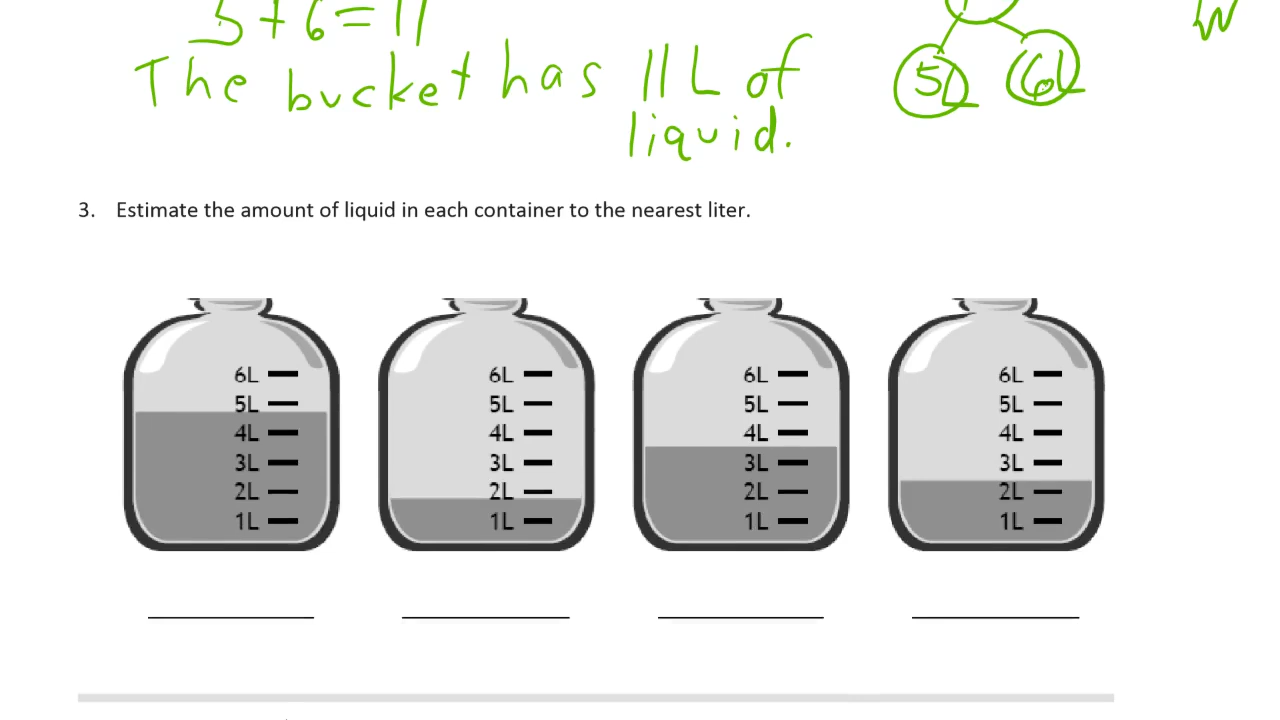 5 + 6 = 11
The bucket has 11 L of
liquid.
5L 6L
3. Estimate the amount of liquid in each container to the nearest liter.
6L 6L 6L 6L
5L 5L 5L 5L
4L 4L 4L 4L
3L 3L 3L 3L
2L 2L 2L 2L
1L 1L 1L 1L